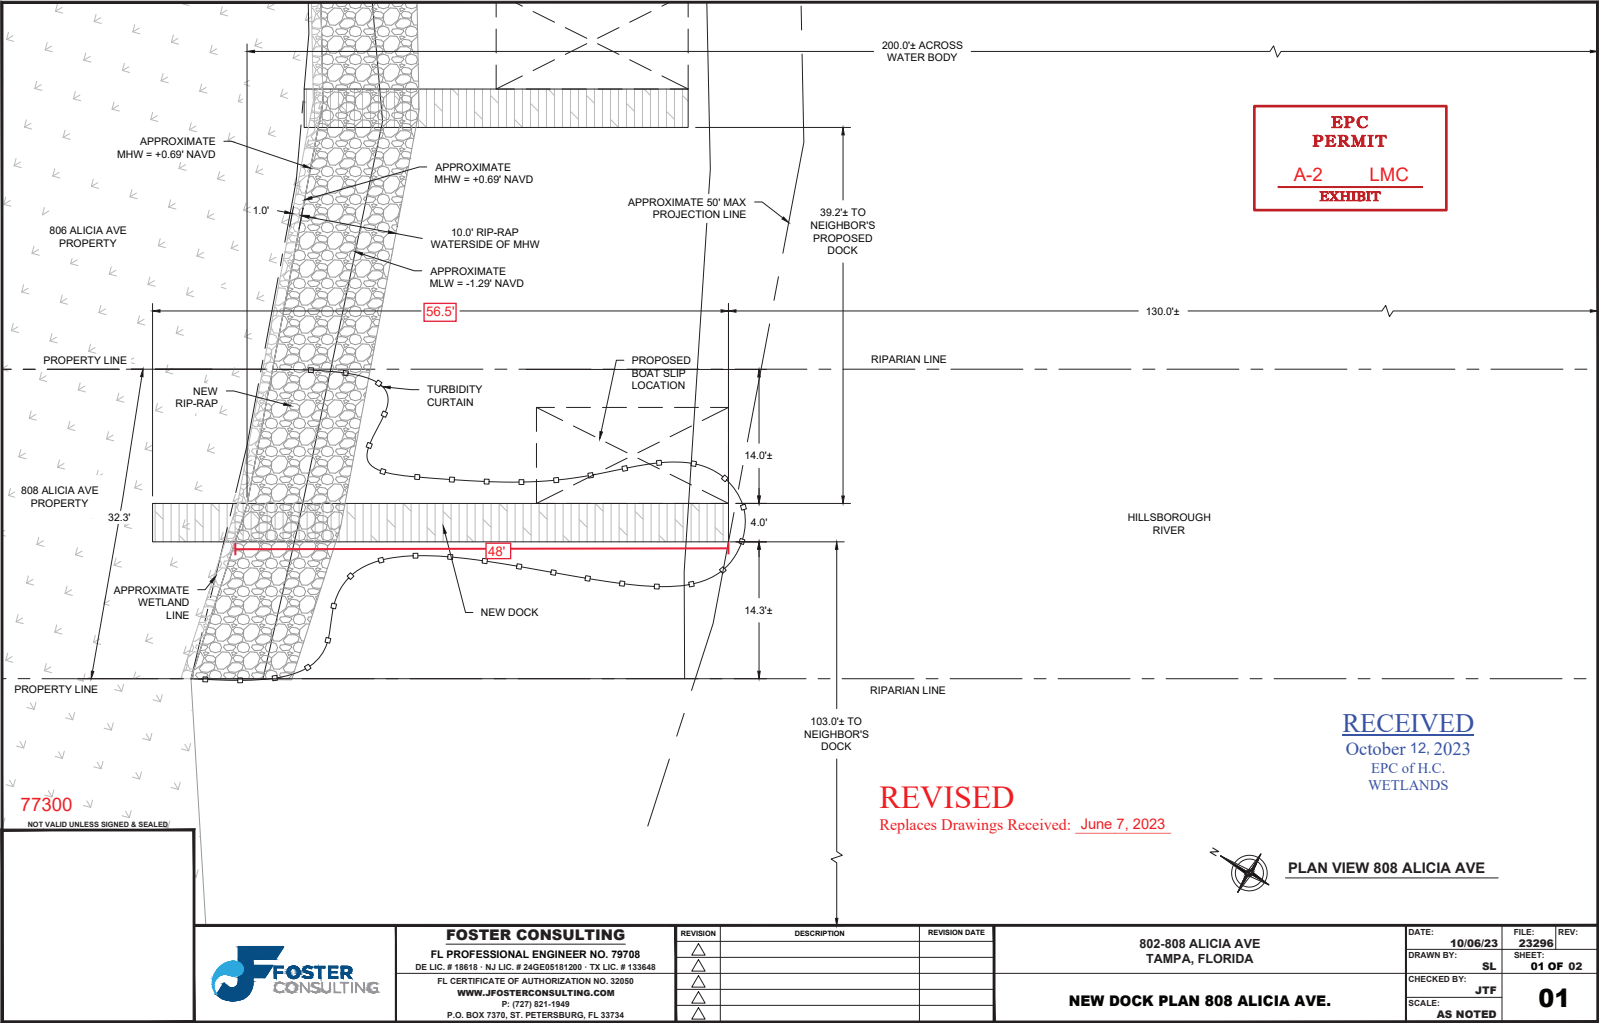 200.0'± ACROSS
WATER BODY
EPC
PERMIT
A-2 LMC
EXHIBIT
APPROXIMATE
MHW = +0.69' NAVD
APPROXIMATE
MHW = +0.69' NAVD
1.0'
10.0' RIP-RAP
WATERSIDE OF MHW
APPROXIMATE
MLW = -1.29' NAVD
APPROXIMATE 50' MAX
PROJECTION LINE
39.2'± TO
NEIGHBOR'S
PROPOSED
DOCK
806 ALICIA AVE
PROPERTY
56.5'
130.0'±
PROPERTY LINE
RIPARIAN LINE
NEW
RIP-RAP
TURBIDITY
CURTAIN
PROPOSED
BOAT SLIP
LOCATION
14.0'±
808 ALICIA AVE
PROPERTY
32.3'
4.0'
HILLSBOROUGH
RIVER
48'
APPROXIMATE
WETLAND
LINE
NEW DOCK
14.3'±
PROPERTY LINE
RIPARIAN LINE
103.0'± TO
NEIGHBOR'S
DOCK
RECEIVED
October 12, 2023
EPC of H.C.
WETLANDS
REVISED
Replaces Drawings Received: June 7, 2023
77300
NOT VALID UNLESS SIGNED & SEALED
N
PLAN VIEW 808 ALICIA AVE
FOSTER
CONSULTING
FOSTER CONSULTING
FL PROFESSIONAL ENGINEER NO. 79708
DE LIC. # 18618 · NJ LIC. # 24GE05181200 · TX LIC. # 133648
FL CERTIFICATE OF AUTHORIZATION NO. 32050
WWW.JFOSTERCONSULTING.COM
P: (727) 821-1949
P.O. BOX 7370, ST. PETERSBURG, FL 33734
REVISION DESCRIPTION REVISION DATE
802-808 ALICIA AVE
TAMPA, FLORIDA
NEW DOCK PLAN 808 ALICIA AVE.
DATE:
10/06/23
FILE:
23296
REV:
DRAWN BY:
SL
SHEET:
01 OF 02
CHECKED BY:
JTF
SCALE:
AS NOTED
01